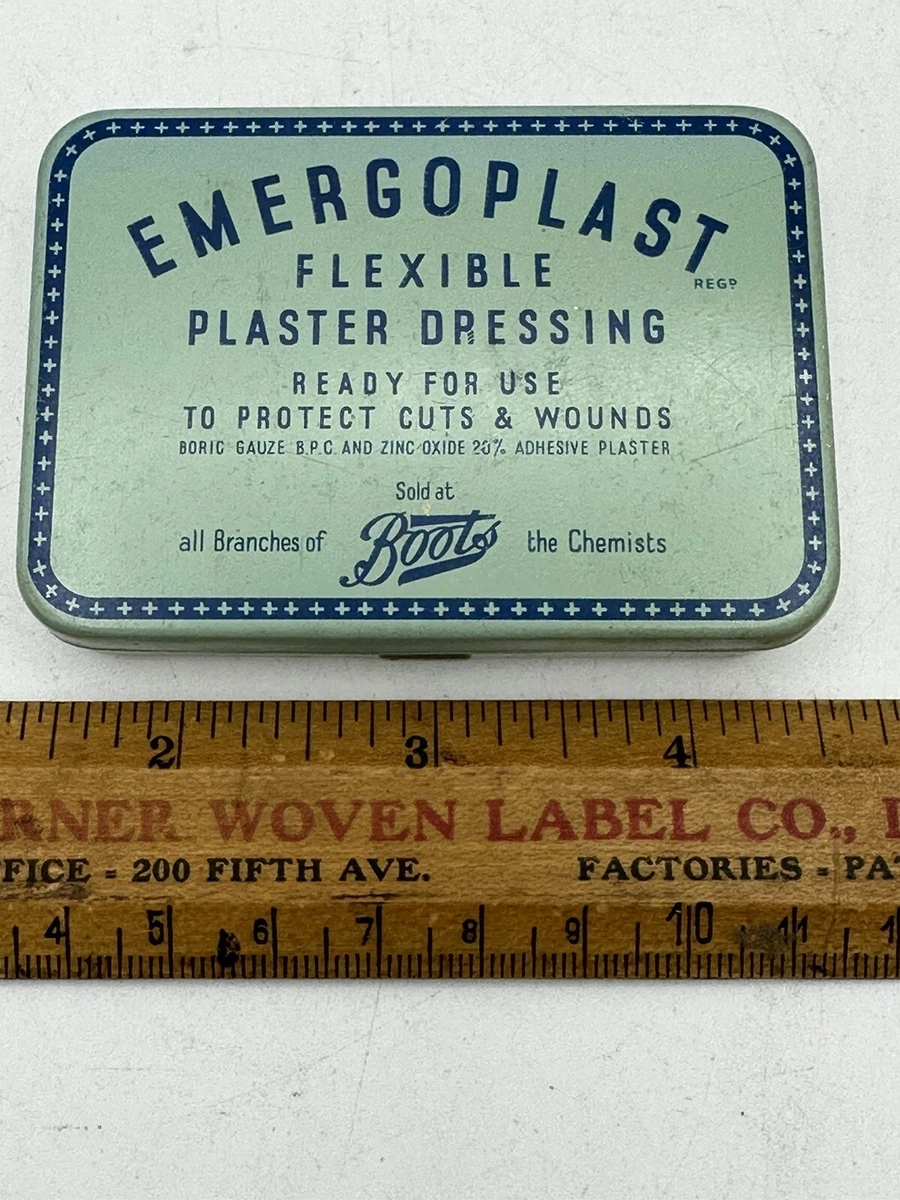 EMERGOPLAST
REGD
FLEXIBLE
PLASTER DRESSING
READY FOR USE
TO PROTECT CUTS & WOUNDS
BORIC GAUZE B.P.C. AND ZINC OXIDE 20% ADHESIVE PLASTER
Sold at
all Branches of Boots the Chemists
2 3 4
RNER WOVEN LABEL CO.,
FFICE = 200 FIFTH AVE. FACTORIES = PAT
4 5 6 7 8 9 10 11